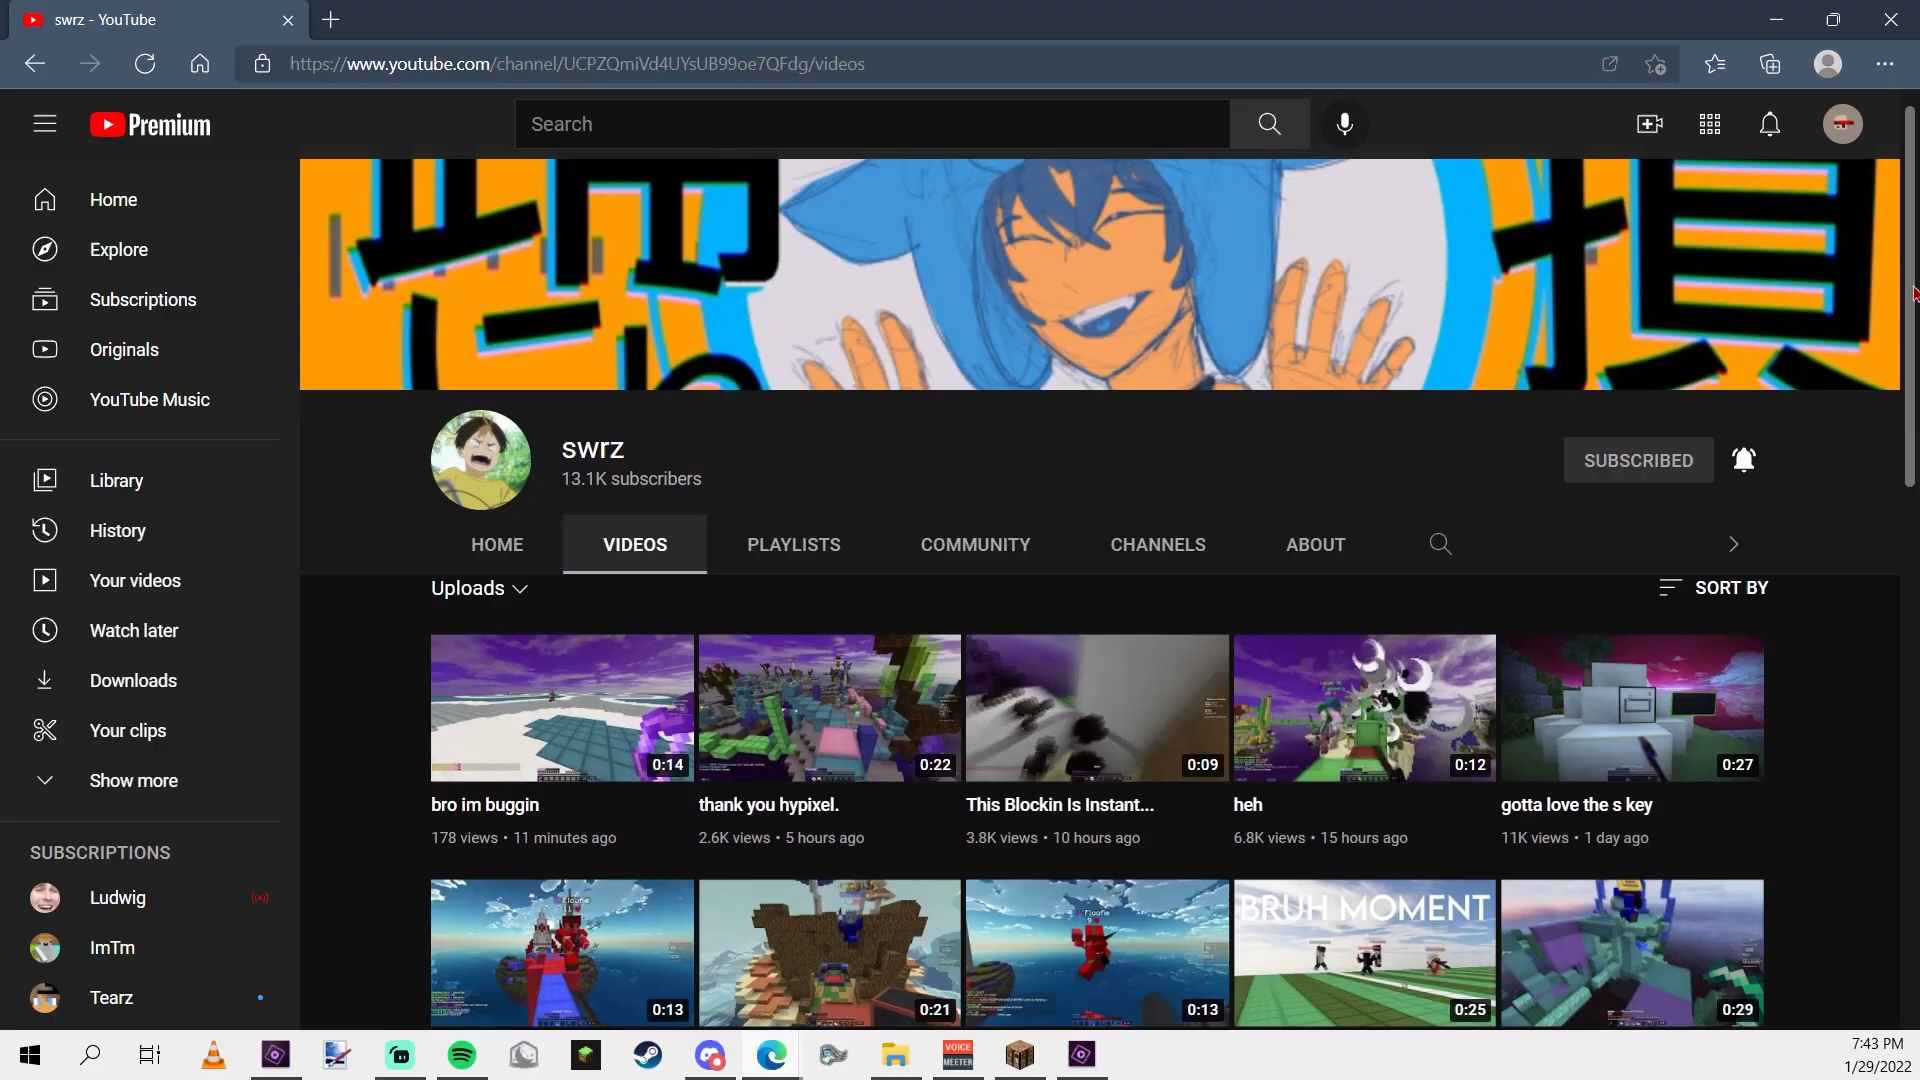 swrz - YouTube
https://www.youtube.com/channel/UCPZQmiVd4UYsUB99oe7QFdg/videos
Premium
Search
Home
Explore
Subscriptions
Originals
YouTube Music
Library
History
Your videos
Watch later
Downloads
Your clips
Show more
SUBSCRIPTIONS
Ludwig
ImTm
Tearz
swrz
13.1K subscribers
SUBSCRIBED
HOME
VIDEOS
PLAYLISTS
COMMUNITY
CHANNELS
ABOUT
Uploads
SORT BY
0:14
0:22
0:09
0:12
0:27
bro im buggin
thank you hypixel.
This Blockin Is Instant...
heh
gotta love the s key
178 views • 11 minutes ago
2.6K views • 5 hours ago
3.8K views • 10 hours ago
6.8K views • 15 hours ago
11K views • 1 day ago
Floofie
Floofie
BRUH MOMENT
0:13
0:21
0:13
0:25
0:29
VOICE
MEETER
7:43 PM
1/29/2022